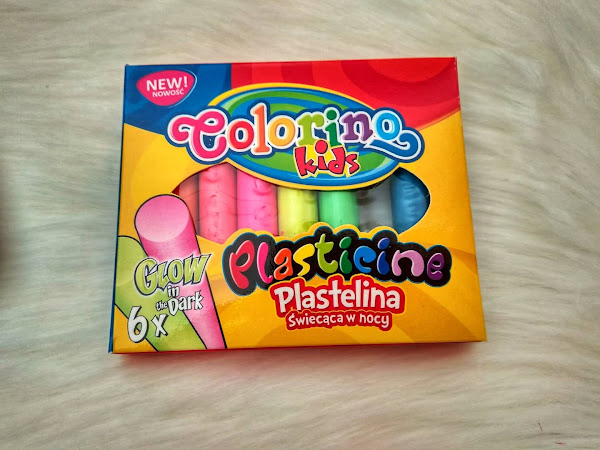 NEW!
NOWOŚĆ
Colorino
kids
GLOW
in
the Dark
6x
Plasticine
Plastelina
Świecąca w nocy